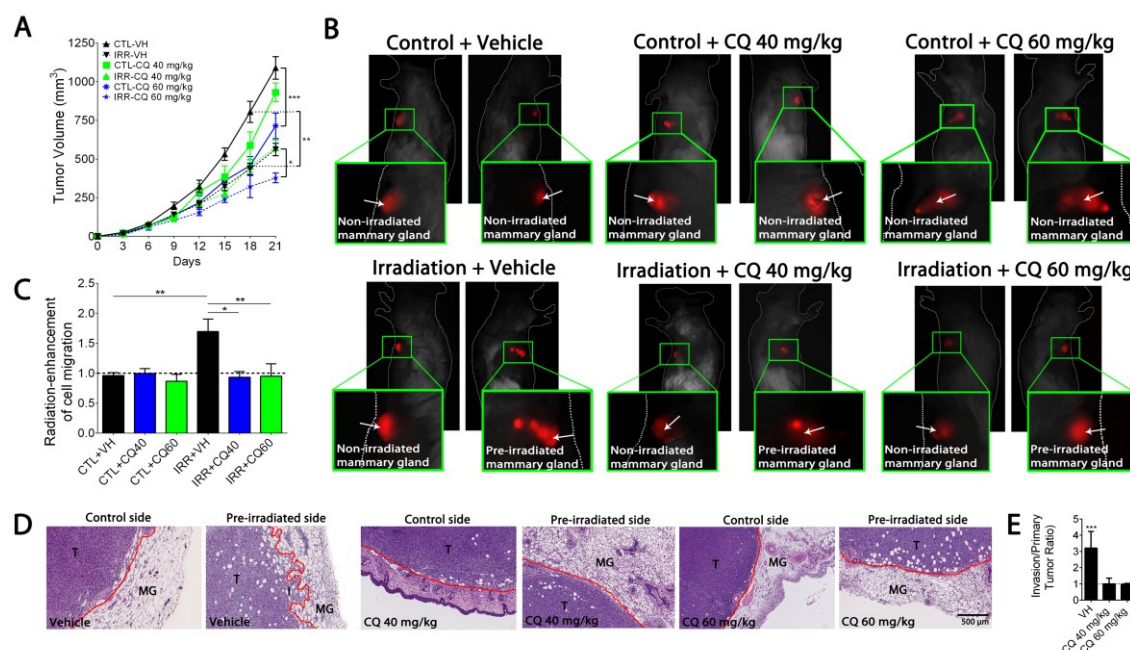 A
CTL-VH
IRR-VH
CTL-CQ 40 mg/kg
IRR-CQ 40 mg/kg
CTL-CQ 60 mg/kg
IRR-CQ 60 mg/kg
Tumor Volume (mm³)
1250
1000
750
500
250
0
0 3 6 9 12 15 18 21
Days
***
**
*
B
Control + Vehicle
Control + CQ 40 mg/kg
Control + CQ 60 mg/kg
Non-irradiated mammary gland
Non-irradiated mammary gland
Non-irradiated mammary gland
Non-irradiated mammary gland
Non-irradiated mammary gland
Non-irradiated mammary gland
Irradiation + Vehicle
Irradiation + CQ 40 mg/kg
Irradiation + CQ 60 mg/kg
Non-irradiated mammary gland
Pre-irradiated mammary gland
Non-irradiated mammary gland
Pre-irradiated mammary gland
Non-irradiated mammary gland
Pre-irradiated mammary gland
C
Radiation-enhancement
of cell migration
2.5
2.0
1.5
1.0
0.5
0.0
**
**
*
CTL+VH
CTL+CQ40
CTL+CQ60
IRR+VH
IRR+CQ40
IRR+CQ60
D
Control side
Pre-irradiated side
Control side
Pre-irradiated side
Control side
Pre-irradiated side
T
MG
Vehicle
T
I
MG
Vehicle
T
MG
CQ 40 mg/kg
MG
T
CQ 40 mg/kg
T
MG
CQ 60 mg/kg
T
MG
CQ 60 mg/kg
500 µm
E
Invasion/Primary
Tumor Ratio)
5
4
3
2
1
0
***
VH
CQ 40 mg/kg
CQ 60 mg/kg